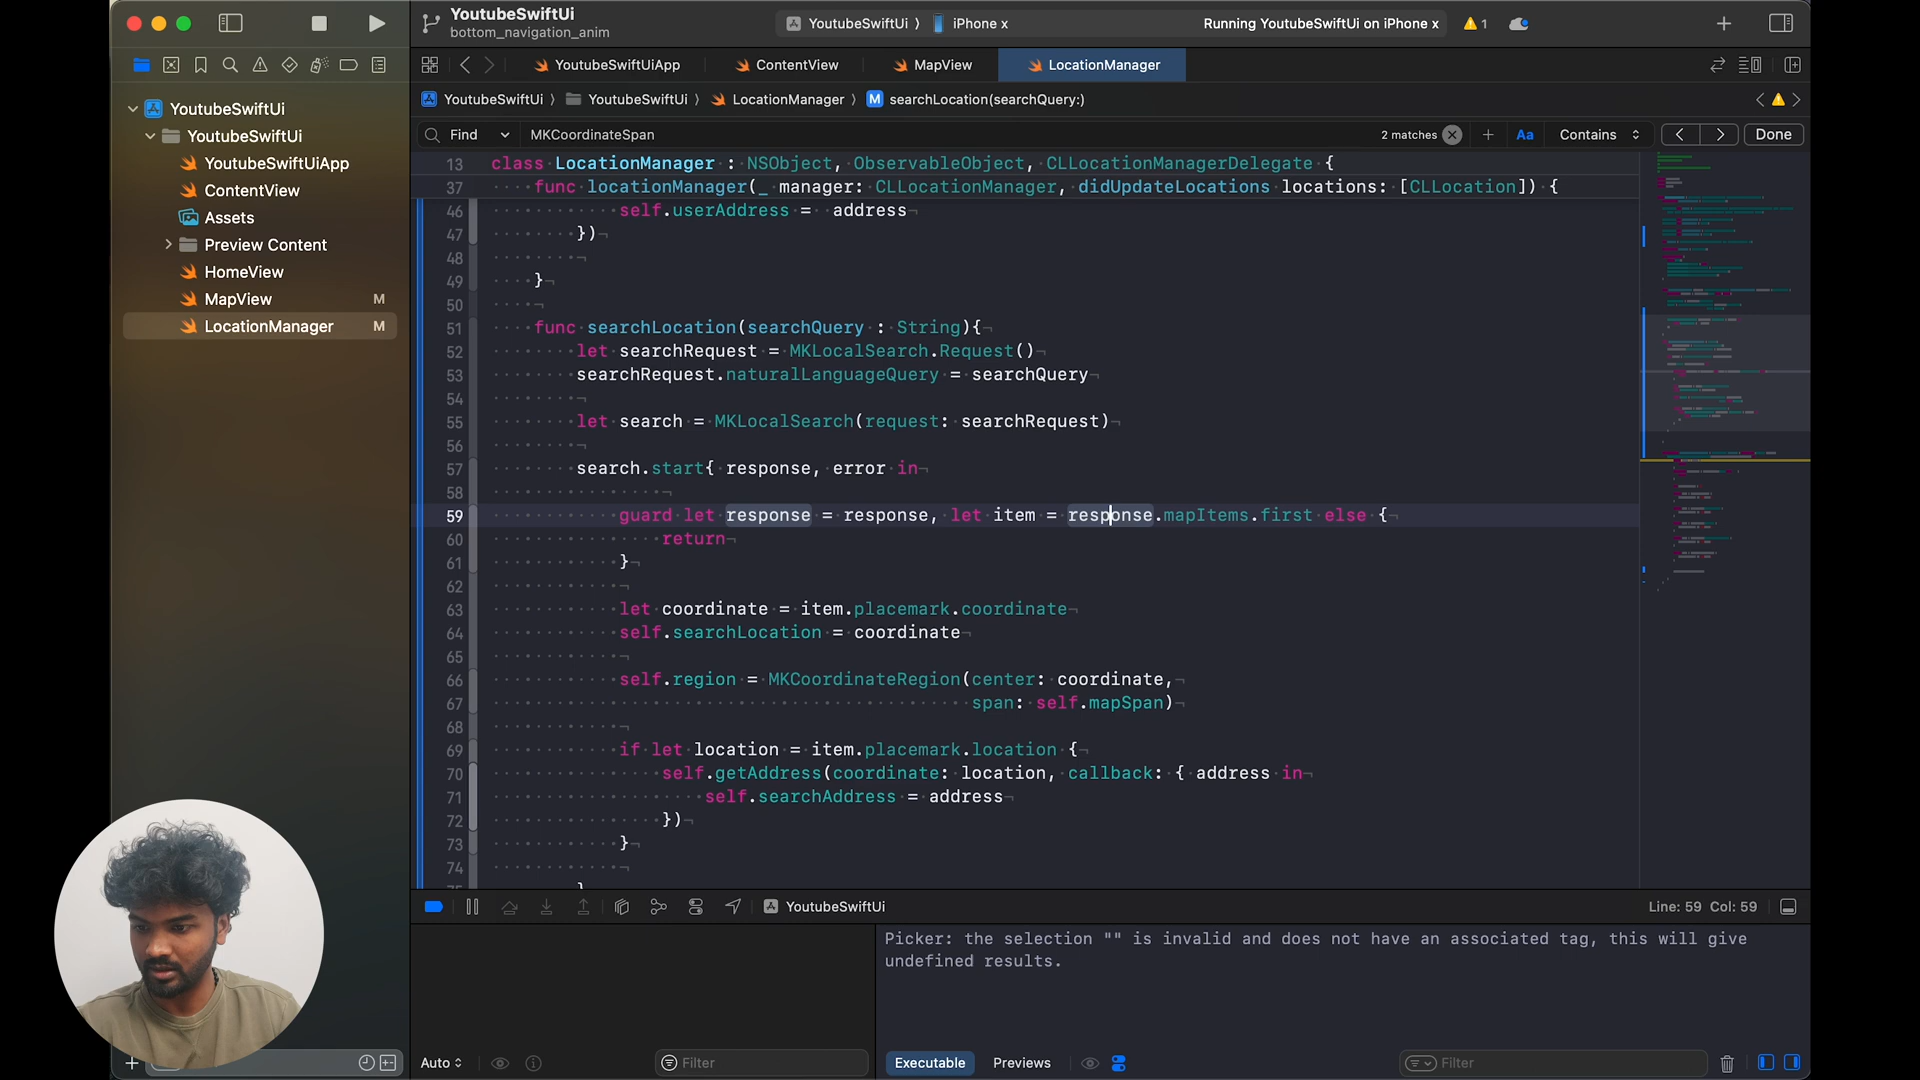 YoutubeSwiftUi
bottom_navigation_anim
YoutubeSwiftUi ⟩ iPhone x
Running YoutubeSwiftUi on iPhone x
1
YoutubeSwiftUiApp
ContentView
MapView
LocationManager
YoutubeSwiftUi ⟩ YoutubeSwiftUi ⟩ LocationManager ⟩ M searchLocation(searchQuery:)
Find MKCoordinateSpan 2 matches Aa Contains Done
YoutubeSwiftUi
YoutubeSwiftUi
YoutubeSwiftUiApp
ContentView
Assets
Preview Content
HomeView
MapView M
LocationManager M
13 class LocationManager : NSObject, ObservableObject, CLLocationManagerDelegate {
37 func locationManager(_ manager: CLLocationManager, didUpdateLocations locations: [CLLocation]) {
46 self.userAddress = address
47 })
48
49 }
50
51 func searchLocation(searchQuery : String){
52 let searchRequest = MKLocalSearch.Request()
53 searchRequest.naturalLanguageQuery = searchQuery
54
55 let search = MKLocalSearch(request: searchRequest)
56
57 search.start{ response, error in
58
59 guard let response = response, let item = response.mapItems.first else {
60 return
61 }
62
63 let coordinate = item.placemark.coordinate
64 self.searchLocation = coordinate
65
66 self.region = MKCoordinateRegion(center: coordinate,
67 span: self.mapSpan)
68
69 if let location = item.placemark.location {
70 self.getAddress(coordinate: location, callback: { address in
71 self.searchAddress = address
72 })
73 }
74
YoutubeSwiftUi
Line: 59 Col: 59
Picker: the selection "" is invalid and does not have an associated tag, this will give
undefined results.
Auto
Filter
Executable
Previews
Filter